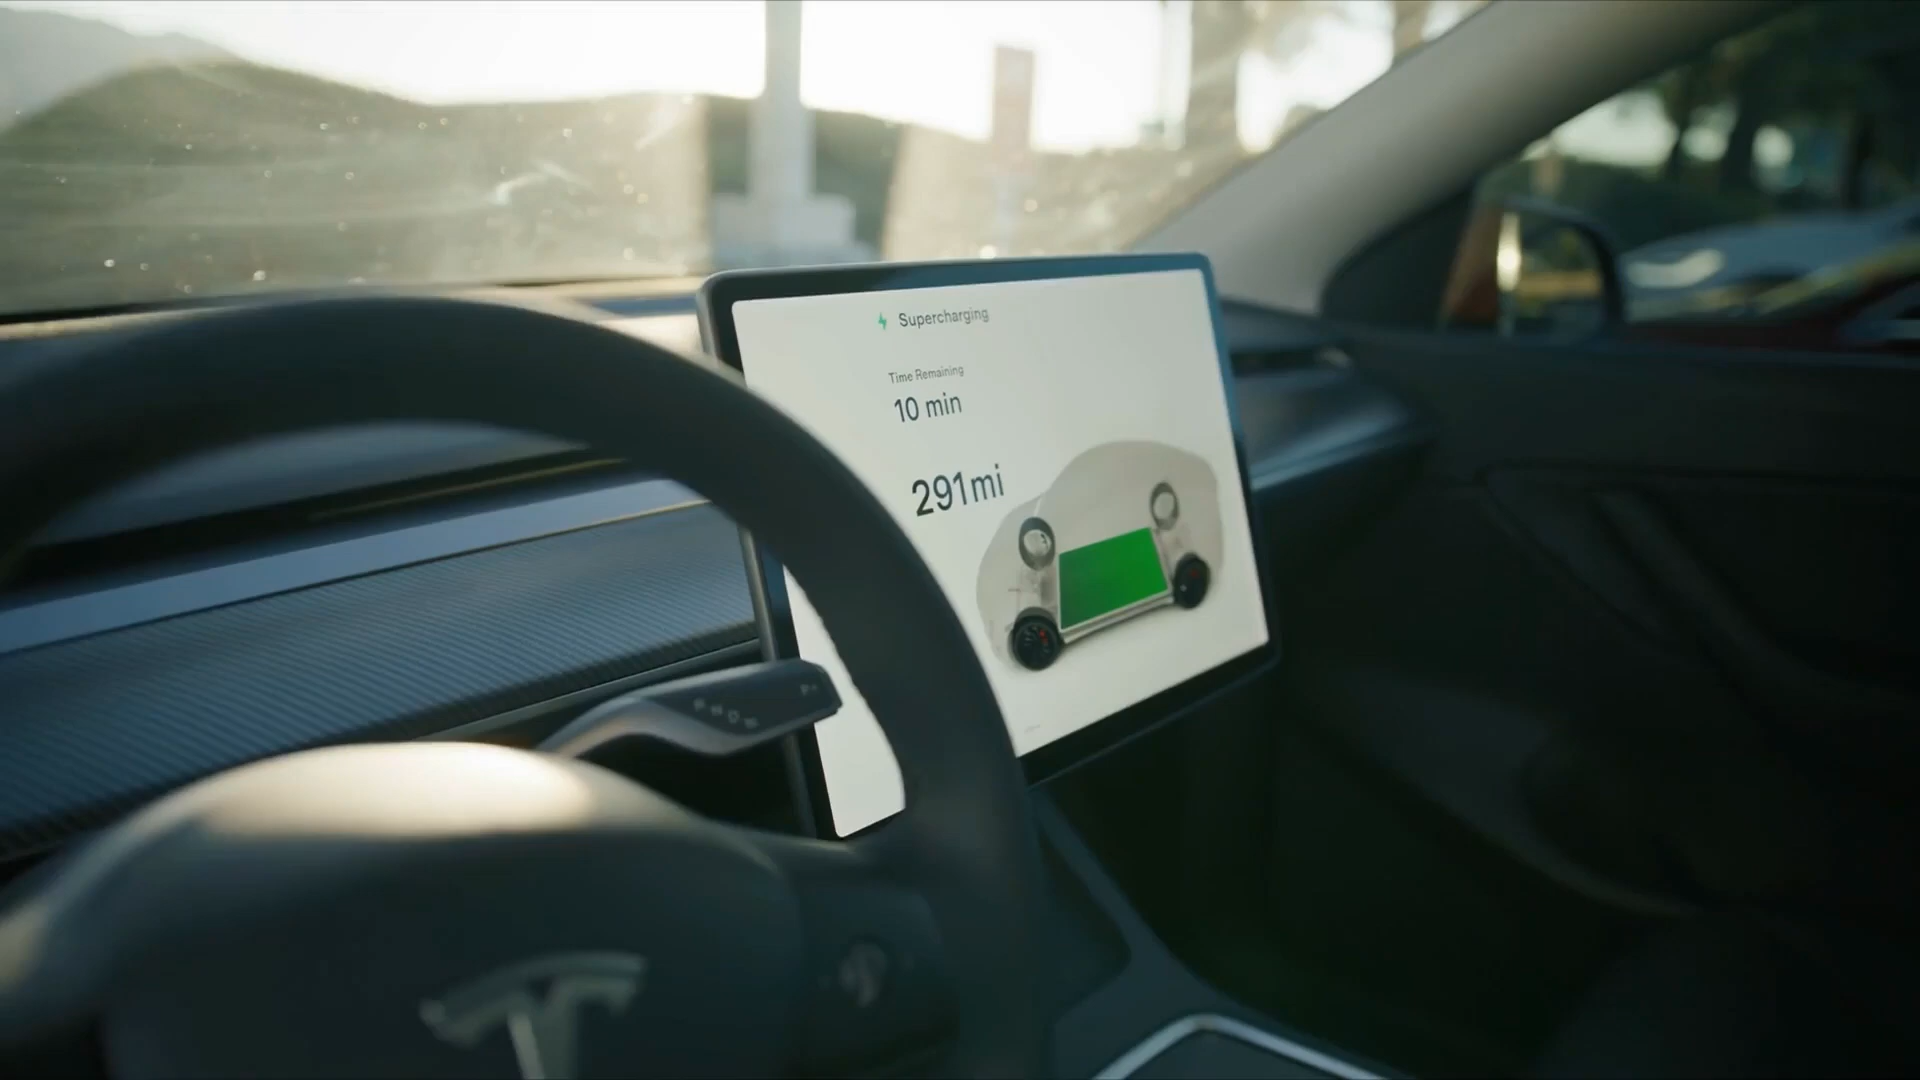 Supercharging
Time Remaining
10 min
291mi